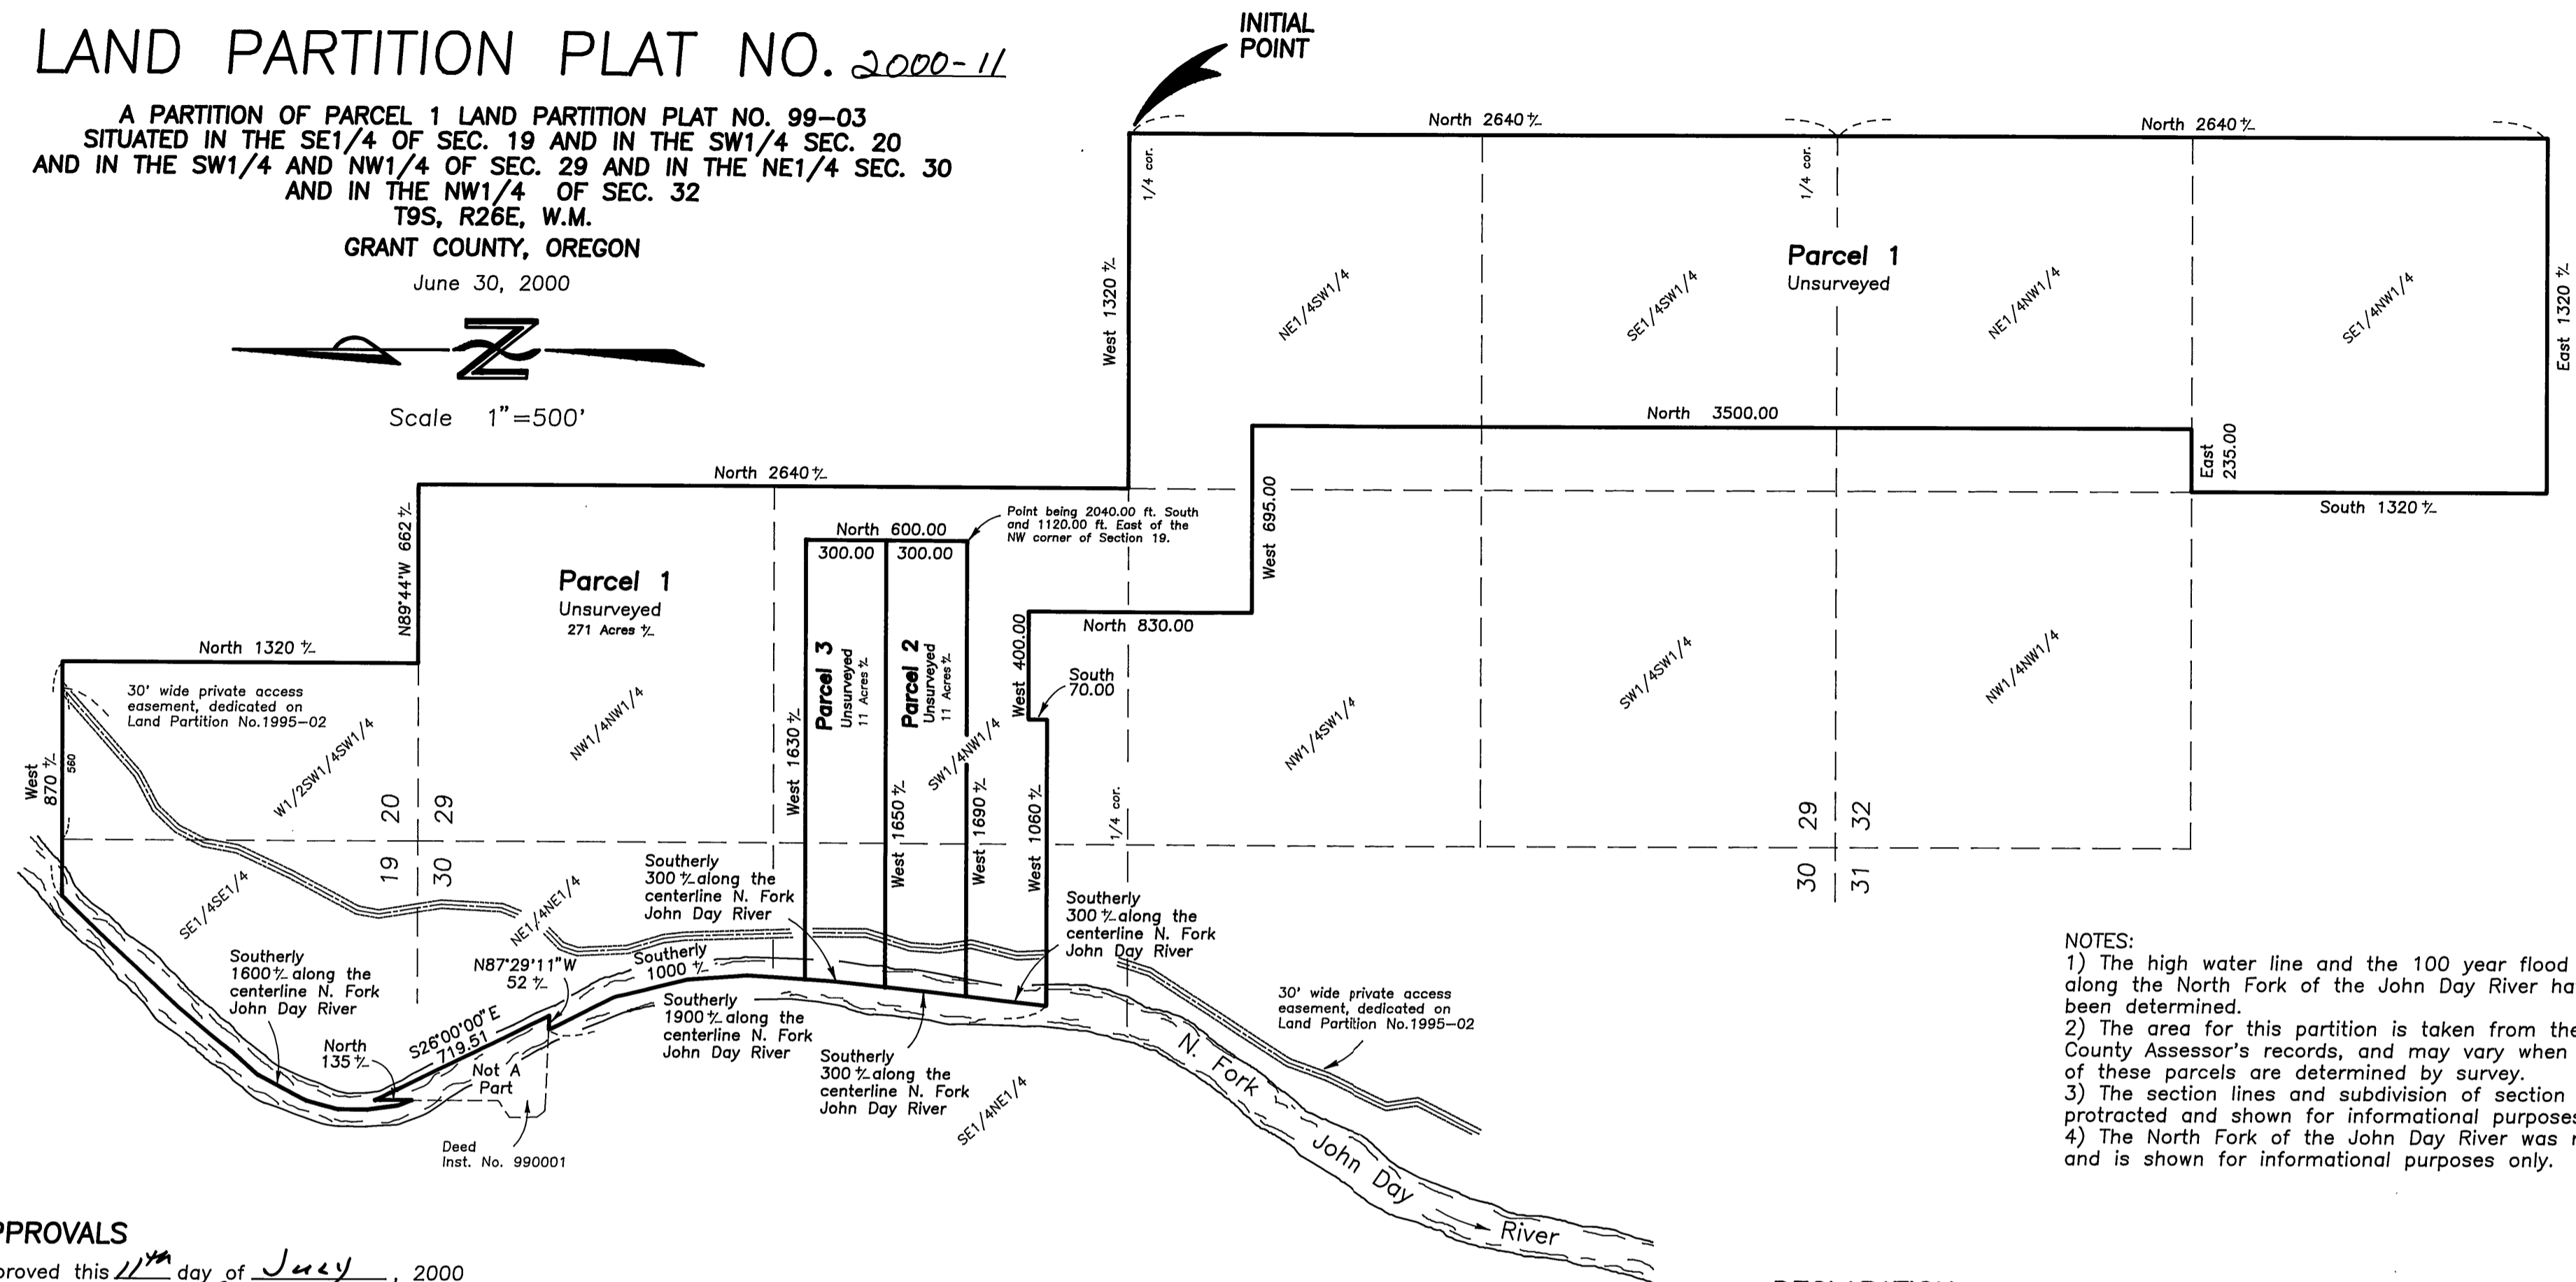 LAND PARTITION PLAT NO. 2000-11
A PARTITION OF PARCEL 1 LAND PARTITION PLAT NO. 99-03
SITUATED IN THE SE1/4 OF SEC. 19 AND IN THE SW1/4 SEC. 20
AND IN THE SW1/4 AND NW1/4 OF SEC. 29 AND IN THE NE1/4 SEC. 30
AND IN THE NW1/4 OF SEC. 32
T9S, R26E, W.M.
GRANT COUNTY, OREGON
June 30, 2000
N
Scale 1"=500'
INITIAL
POINT
North 2640 +/-
North 2640 +/-
1/4 cor.
1/4 cor.
West 1320 +/-
East 1320 +/-
Parcel 1
Unsurveyed
NE1/4SW1/4
SE1/4SW1/4
NE1/4NW1/4
SE1/4NW1/4
North 3500.00
East
235.00
South 1320 +/-
West 695.00
North 2640 +/-
Point being 2040.00 ft. South
and 1120.00 ft. East of the
NW corner of Section 19.
North 600.00
300.00
300.00
N89°44'W 662 +/-
Parcel 1
Unsurveyed
271 Acres +/-
North 1320 +/-
30' wide private access
easement, dedicated on
Land Partition No.1995-02
West
870 +/-
560
W1/2SW1/4SW1/4
NW1/4NW1/4
West 1630 +/-
Parcel 3
Unsurveyed
11 Acres +/-
Parcel 2
Unsurveyed
11 Acres +/-
SW1/4NW1/4
West 1650 +/-
West 1690 +/-
West 400.00
North 830.00
South
70.00
West 1060 +/-
1/4 cor.
NW1/4SW1/4
SW1/4SW1/4
NW1/4NW1/4
20
29
19
30
29
32
30
31
SE1/4SE1/4
NE1/4NE1/4
Southerly
300 +/- along the
centerline N. Fork
John Day River
Southerly
300 +/- along the
centerline N. Fork
John Day River
Southerly
1600 +/- along the
centerline N. Fork
John Day River
N87°29'11"W
52 +/-
Southerly
1000 +/-
Southerly
1900 +/- along the
centerline N. Fork
John Day River
Southerly
300 +/- along the
centerline N. Fork
John Day River
North
135 +/-
S26°00'00"E
719.51
Not A
Part
Deed
Inst. No. 990001
SE1/4NE1/4
30' wide private access
easement, dedicated on
Land Partition No.1995-02
N. Fork
John Day
River
NOTES:
1) The high water line and the 100 year flood
along the North Fork of the John Day River ha
been determined.
2) The area for this partition is taken from the
County Assessor's records, and may vary when
of these parcels are determined by survey.
3) The section lines and subdivision of section
protracted and shown for informational purposes
4) The North Fork of the John Day River was
and is shown for informational purposes only.
PPROVALS
proved this 11th day of July, 2000